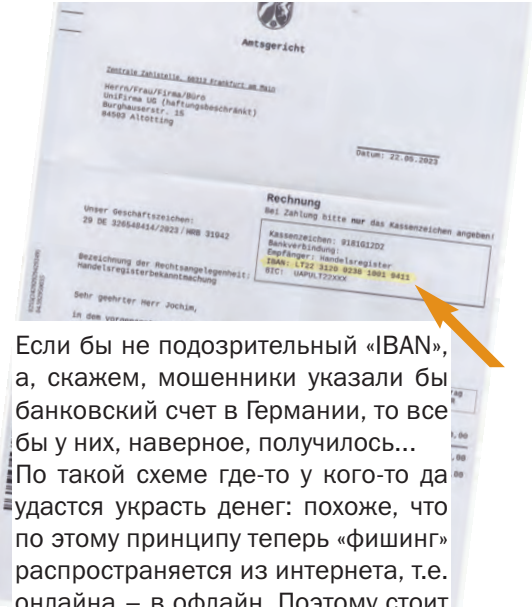 Amtsgericht
Zentrale Zahlstelle, 60313 Frankfurt am Main
Herrn/Frau/Firma/Büro
UniFirma UG (haftungsbeschränkt)
Burghauserstr. 15
84503 Altötting
Datum: 22.05.2023
Unser Geschäftszeichen:
29 DE 326540414/2023/HRB 31942
Bezeichnung der Rechtsangelegenheit:
Handelsregisterbekanntmachung
Sehr geehrter Herr Jochim,
in dem
Rechnung
Bei Zahlung bitte nur das Kassenzeichen angeben!
Kassenzeichen: 9181012D2
Bankverbindung:
Empfänger: Handelsregister
IBAN: LT22 3120 0238 1001 9411
BIC: UAPULT22XXX
Если бы не подозрительный «IBAN»,
а, скажем, мошенники указали бы
банковский счет в Германии, то все
бы у них, наверное, получилось...
По такой схеме где-то у кого-то да
удастся украсть денег: похоже, что
по этому принципу теперь «фишинг»
распространяется из интернета, т.е.
онлайна – в офлайн. Поэтому стоит